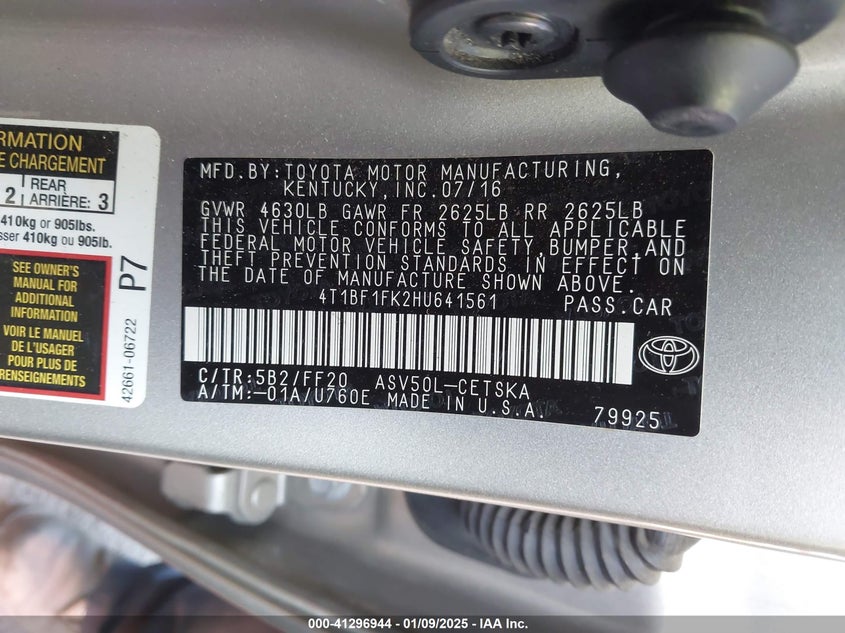 RMATION
E CHARGEMENT
2 REAR ARRIÈRE: 3
410kg or 905lbs.
sser 410kg ou 905lb.
SEE OWNER'S
MANUAL FOR
ADDITIONAL
INFORMATION
VOIR LE MANUEL
DE L'USAGER
POUR PLUS DE
RENSEIGNEMENTS
P7
42661-06722
MFD.BY:TOYOTA MOTOR MANUFACTURING,
KENTUCKY,INC.07/16
GVWR 4630LB GAWR FR 2625LB RR 2625LB
THIS VEHICLE CONFORMS TO ALL APPLICABLE
FEDERAL MOTOR VEHICLE SAFETY,BUMPER,AND
THEFT PREVENTION STANDARDS IN EFFECT ON
THE DATE OF MANUFACTURE SHOWN ABOVE.
4T1BF1FK2HU641561 PASS.CAR
C/TR:5B2/FF20 ASV50L-CETSKA
A/TM:-01A/U760E MADE IN U.S.A. 79925
000-41296944 / 01/09/2025 - IAA Inc.